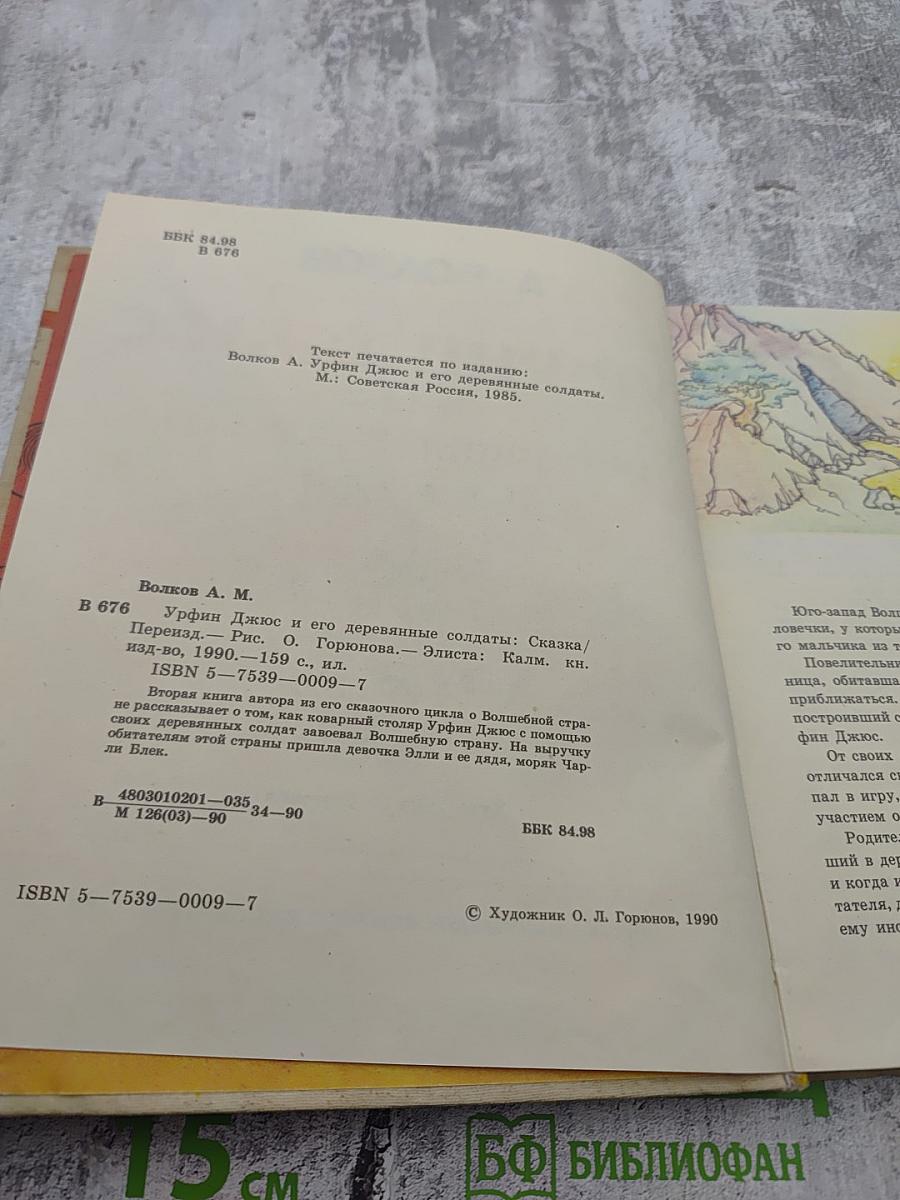 ББК 84.98
В 676
Текст печатается по изданию:
Волков А. Урфин Джюс и его деревянные солдаты.
М.: Советская Россия, 1985.
Волков А. М.
В 676 Урфин Джюс и его деревянные солдаты: Сказка/
Переизд.— Рис. О. Горюнова.— Элиста: Калм. кн.
изд-во, 1990.—159 с., ил.
ISBN 5—7539—0009—7
Вторая книга автора из его сказочного цикла о Волшебной стра-
не рассказывает о том, как коварный столяр Урфин Джюс с помощью
своих деревянных солдат завоевал Волшебную страну. На выручку
обитателям этой страны пришла девочка Элли и ее дядя, моряк Чар-
ли Блек.
В 4803010201—035 34—90
М 126(03)—90
ББК 84.98
ISBN 5—7539—0009—7
© Художник О. Л. Горюнов, 1990
Юго-запад
ловечки, у
го мальчика из
Повелительни
ница, обитавша
приближаться.
построивший с
фин Джюс.
От своих
отличался
пал в игру,
участием о
Родите
ший в
и когда и
тателя,
ему
15 см
БФ БИБЛИОФАН